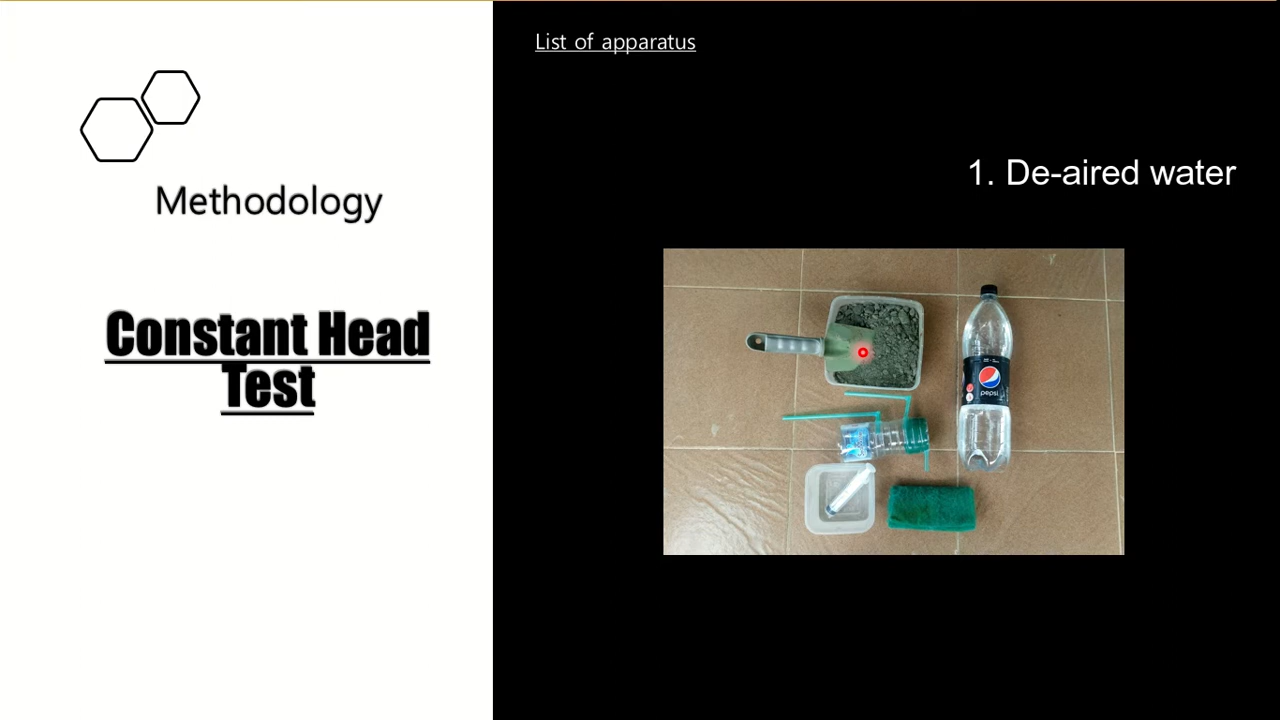 List of apparatus
1. De-aired water
Methodology
Constant Head
Test
pepsi